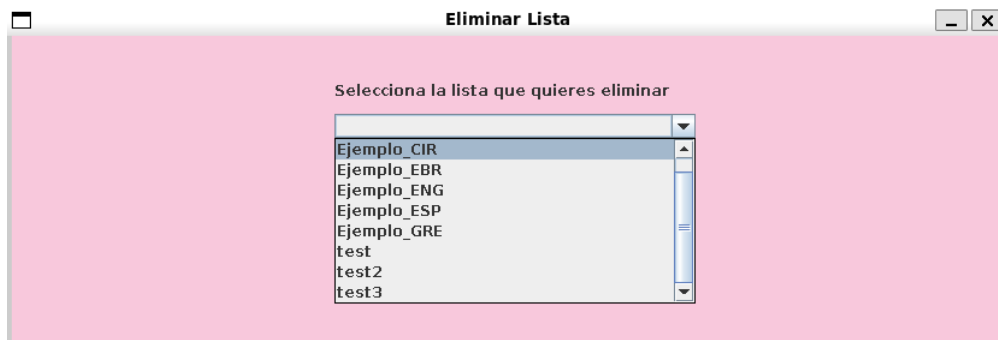 Eliminar Lista
Selecciona la lista que quieres eliminar
Ejemplo_CIR
Ejemplo_EBR
Ejemplo_ENG
Ejemplo_ESP
Ejemplo_GRE
test
test2
test3